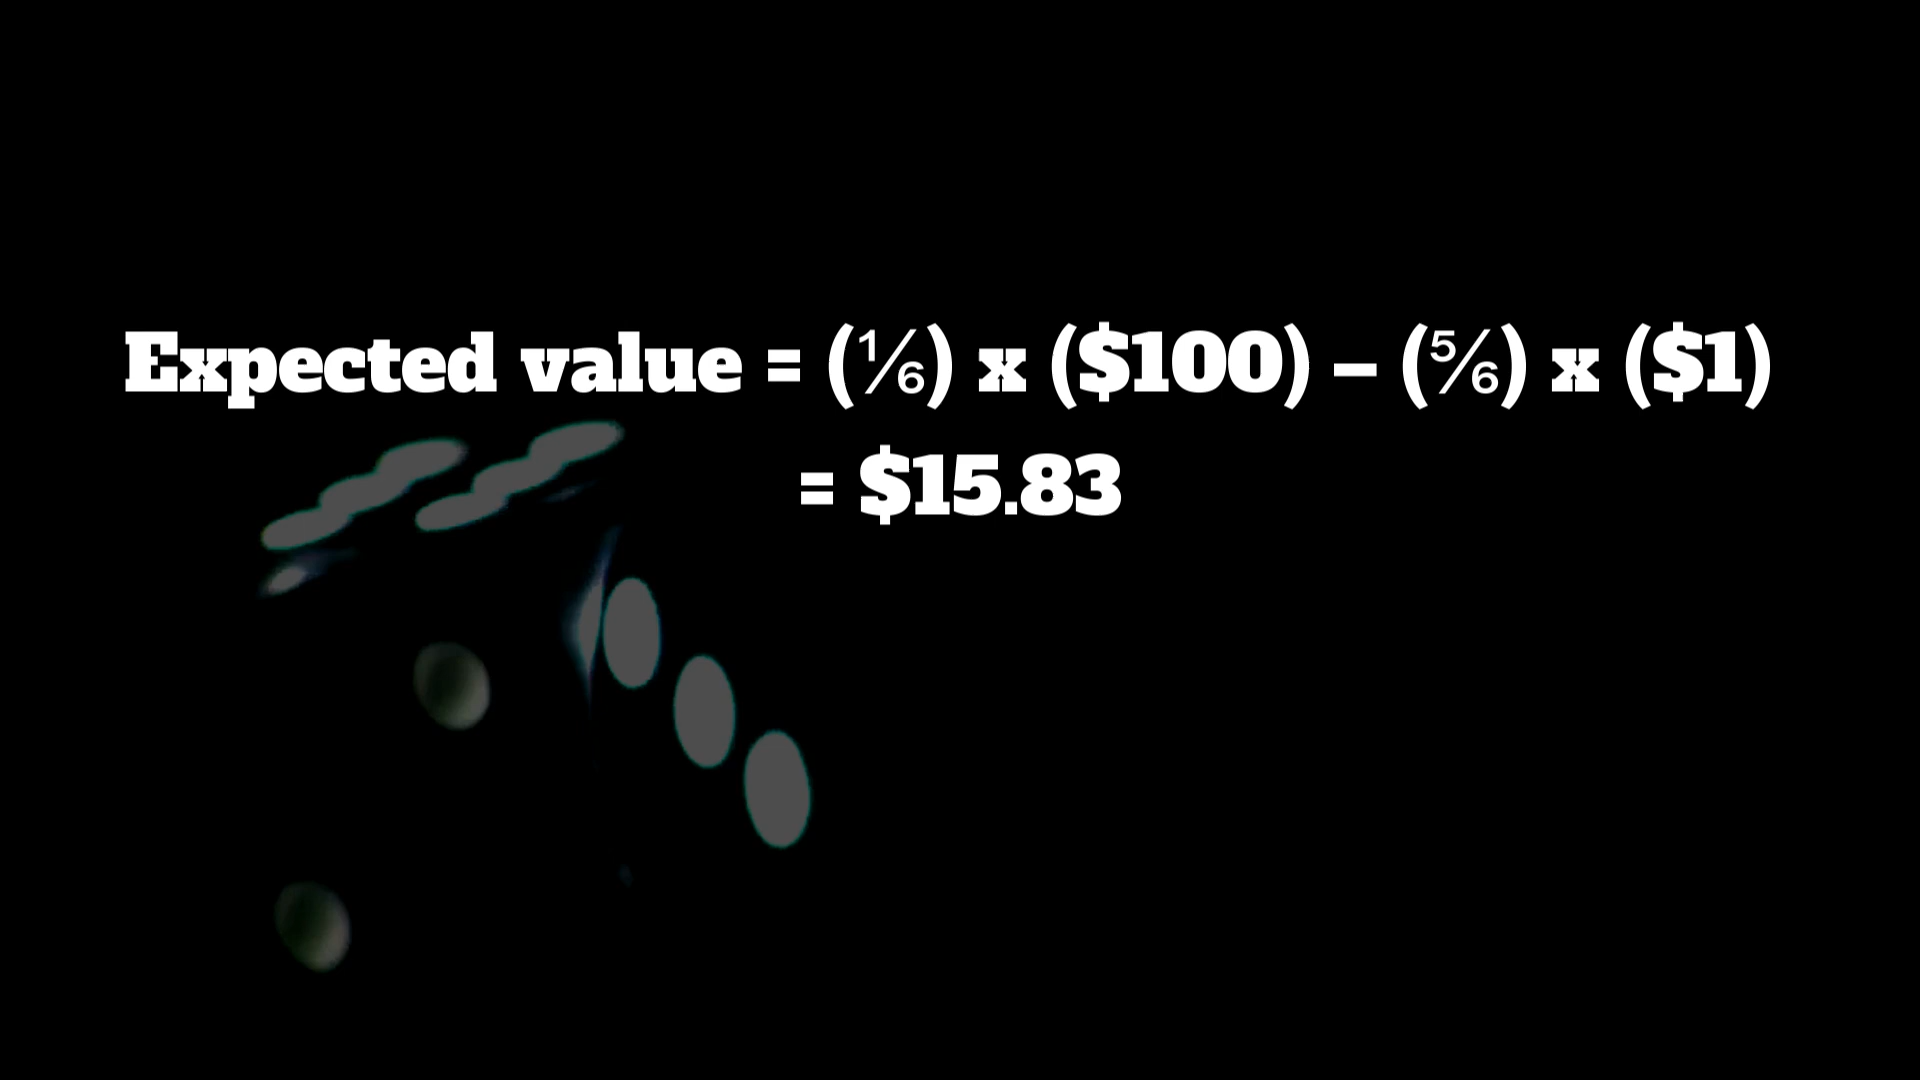 Expected value = (⅙) x ($100) – (⅚) x ($1)
= $15.83